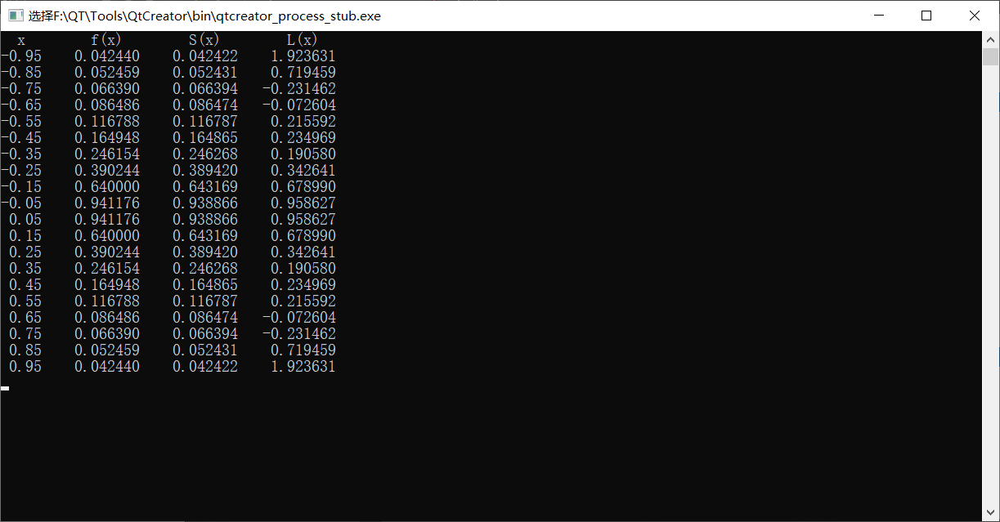 选择F:\QT\Tools\QtCreator\bin\qtcreator_process_stub.exe
x f(x) S(x) L(x)
-0.95 0.042440 0.042422 1.923631
-0.85 0.052459 0.052431 0.719459
-0.75 0.066390 0.066394 -0.231462
-0.65 0.086486 0.086474 -0.072604
-0.55 0.116788 0.116787 0.215592
-0.45 0.164948 0.164865 0.234969
-0.35 0.246154 0.246268 0.190580
-0.25 0.390244 0.389420 0.342641
-0.15 0.640000 0.643169 0.678990
-0.05 0.941176 0.938866 0.958627
0.05 0.941176 0.938866 0.958627
0.15 0.640000 0.643169 0.678990
0.25 0.390244 0.389420 0.342641
0.35 0.246154 0.246268 0.190580
0.45 0.164948 0.164865 0.234969
0.55 0.116788 0.116787 0.215592
0.65 0.086486 0.086474 -0.072604
0.75 0.066390 0.066394 -0.231462
0.85 0.052459 0.052431 0.719459
0.95 0.042440 0.042422 1.923631